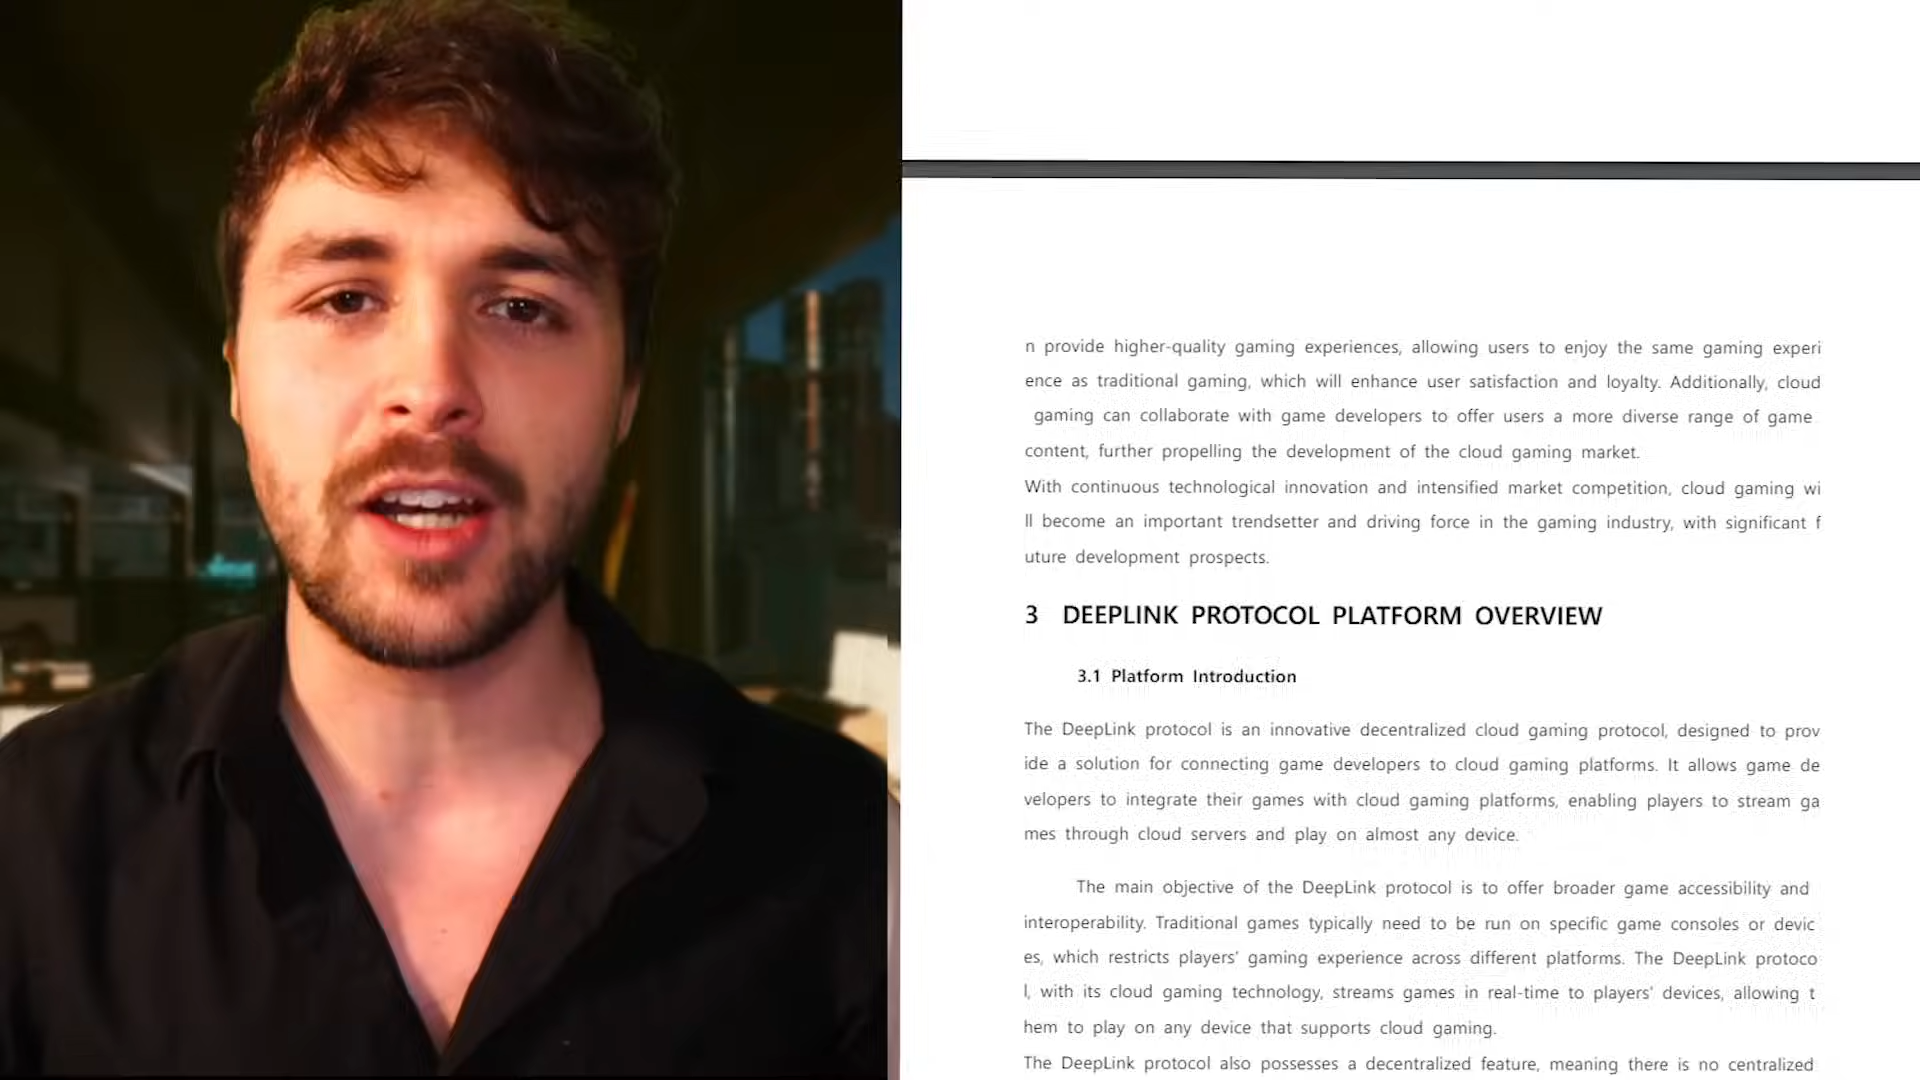 n provide higher-quality gaming experiences, allowing users to enjoy the same gaming experi
ence as traditional gaming, which will enhance user satisfaction and loyalty. Additionally, cloud
gaming can collaborate with game developers to offer users a more diverse range of game
content, further propelling the development of the cloud gaming market.
With continuous technological innovation and intensified market competition, cloud gaming wi
ll become an important trendsetter and driving force in the gaming industry, with significant f
uture development prospects.
3 DEEPLINK PROTOCOL PLATFORM OVERVIEW
3.1 Platform Introduction
The DeepLink protocol is an innovative decentralized cloud gaming protocol, designed to prov
ide a solution for connecting game developers to cloud gaming platforms. It allows game de
velopers to integrate their games with cloud gaming platforms, enabling players to stream ga
mes through cloud servers and play on almost any device.
The main objective of the DeepLink protocol is to offer broader game accessibility and
interoperability. Traditional games typically need to be run on specific game consoles or devic
es, which restricts players' gaming experience across different platforms. The DeepLink protoco
l, with its cloud gaming technology, streams games in real-time to players' devices, allowing t
hem to play on any device that supports cloud gaming.
The DeepLink protocol also possesses a decentralized feature, meaning there is no centralized